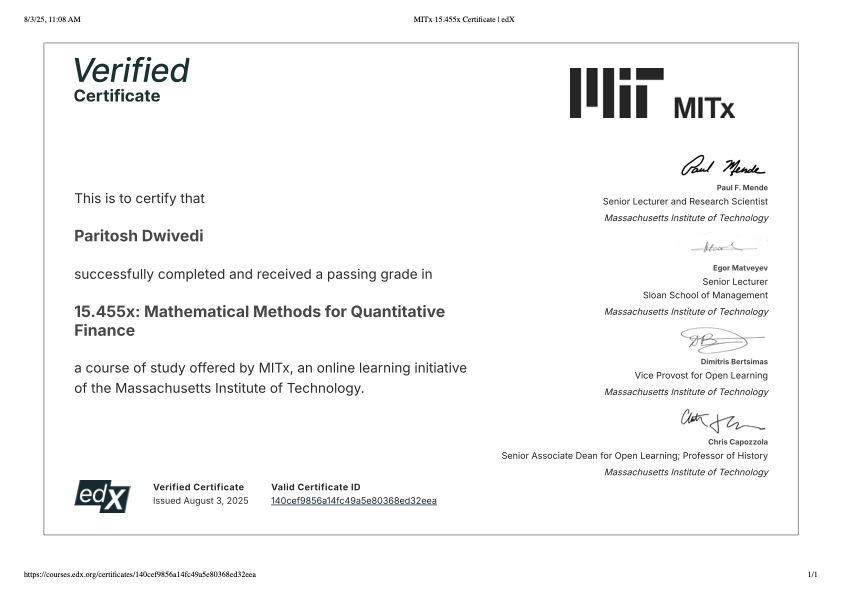 8/3/25, 11:08 AM
MITx 15.455x Certificate | edX
Verified
Certificate
MITx
Paul Mende
Paul F. Mende
Senior Lecturer and Research Scientist
Massachusetts Institute of Technology
This is to certify that
Paritosh Dwivedi
successfully completed and received a passing grade in
15.455x: Mathematical Methods for Quantitative
Finance
a course of study offered by MITx, an online learning initiative
of the Massachusetts Institute of Technology.
Egor Matveyev
Senior Lecturer
Sloan School of Management
Massachusetts Institute of Technology
Dimitris Bertsimas
Vice Provost for Open Learning
Massachusetts Institute of Technology
Chris Capozzola
Senior Associate Dean for Open Learning; Professor of History
Massachusetts Institute of Technology
edX
Verified Certificate
Issued August 3, 2025
Valid Certificate ID
140cef9856a14fc49a5e80368ed32eea
https://courses.edx.org/certificates/140cef9856a14fc49a5e80368ed32eea
1/1